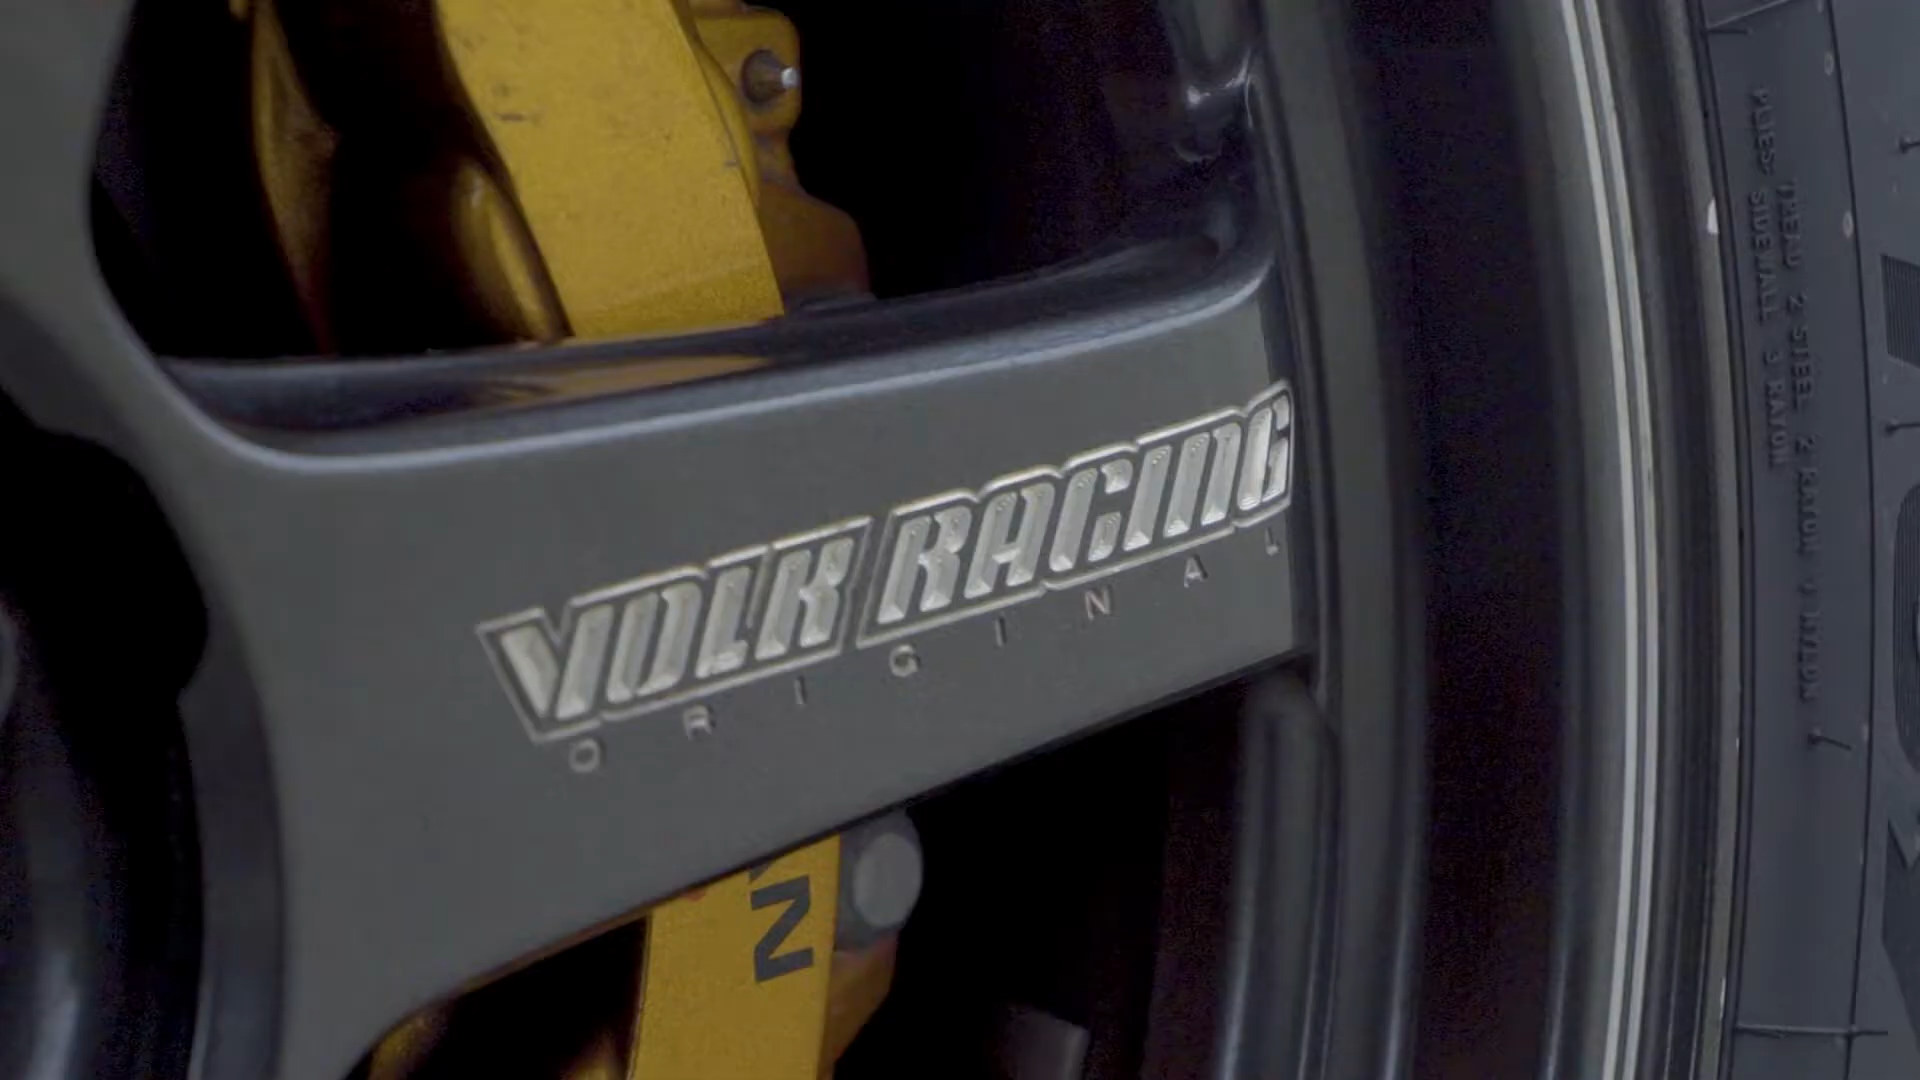 VOLK RACING
ORIGINAL
N
TREAD 2 STEEL 2 RAYON 1 NYLON
PLIES: SIDEWALL 3 RAYON